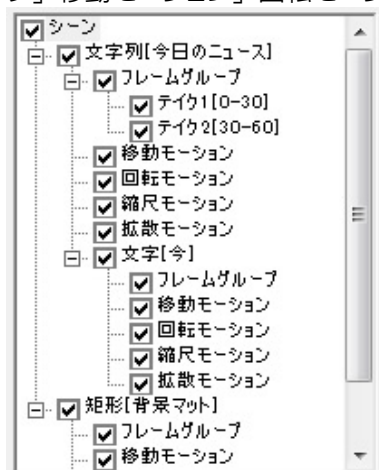 シーン
文字列[今日のニュース]
フレームグループ
テイク1[0-30]
テイク2[30-60]
移動モーション
回転モーション
縮尺モーション
拡散モーション
文字[今]
フレームグループ
移動モーション
回転モーション
縮尺モーション
拡散モーション
矩形[背景マット]
フレームグループ
移動モーション